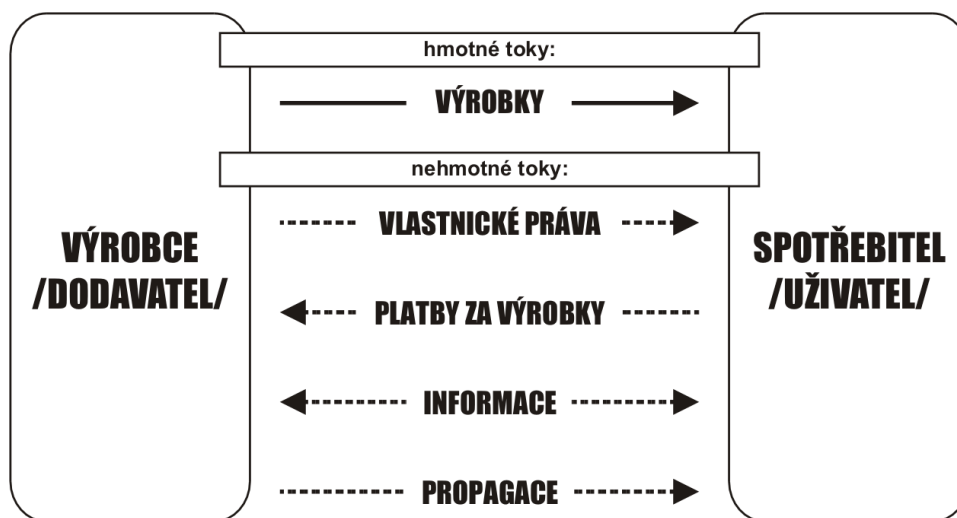 hmotné toky:
VÝROBKY
nehmotné toky:
VLASTNICKÉ PRÁVA
VÝROBCE
/DODAVATEL/
SPOTŘEBITEL
/UŽIVATEL/
PLATBY ZA VÝROBKY
INFORMACE
PROPAGACE